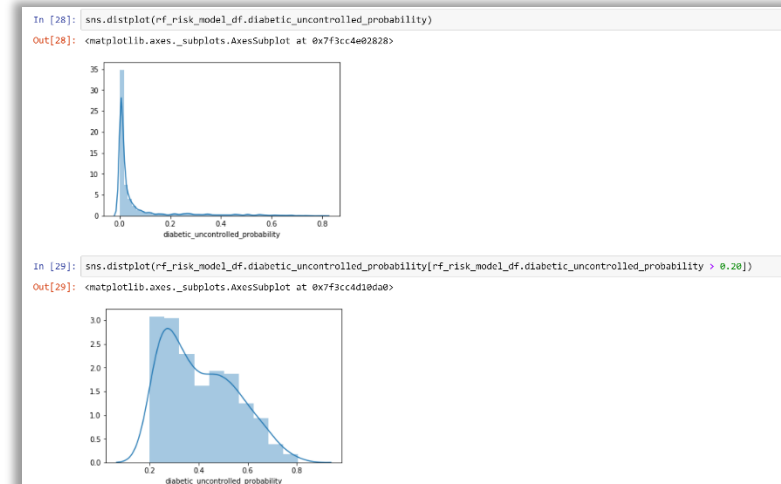 In [28]: sns.distplot(rf_risk_model_df.diabetic_uncontrolled_probability)
Out[28]: <matplotlib.axes._subplots.AxesSubplot at 0x7f3cc4e02828>
35
30
25
20
15
10
5
0
0.0 0.2 0.4 0.6 0.8
diabetic_uncontrolled_probability
In [29]: sns.distplot(rf_risk_model_df.diabetic_uncontrolled_probability[rf_risk_model_df.diabetic_uncontrolled_probability > 0.20])
Out[29]: <matplotlib.axes._subplots.AxesSubplot at 0x7f3cc4d10da0>
3.0
2.5
2.0
1.5
1.0
0.5
0.0
0.2 0.4 0.6 0.8
diabetic_uncontrolled_probability